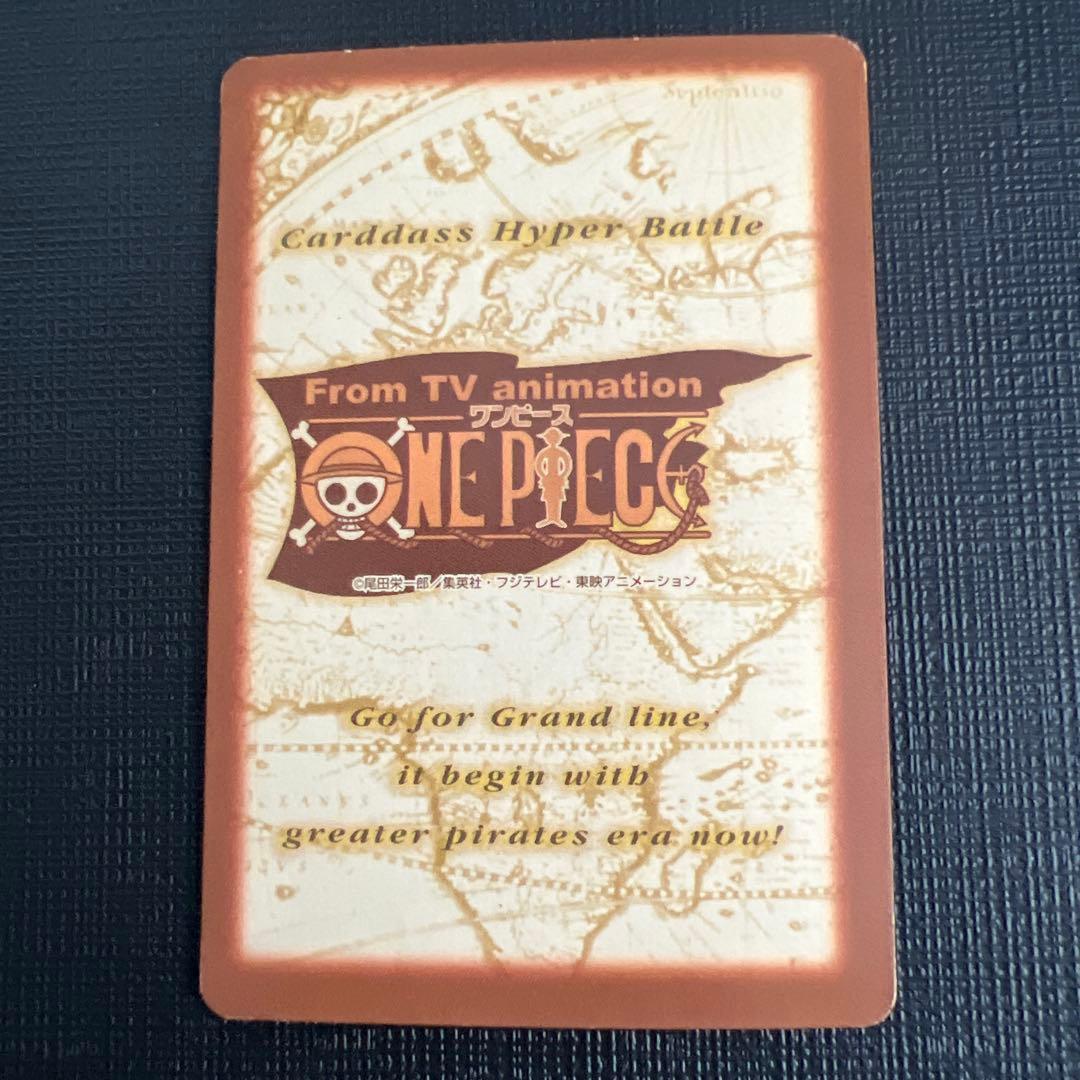 Septentrio
Carddass Hyper Battle
From TV animation
ワンピース
ONE PIECE
©尾田栄一郎／集英社・フジテレビ・東映アニメーション
Go for Grand line,
it begin with
greater pirates era now!